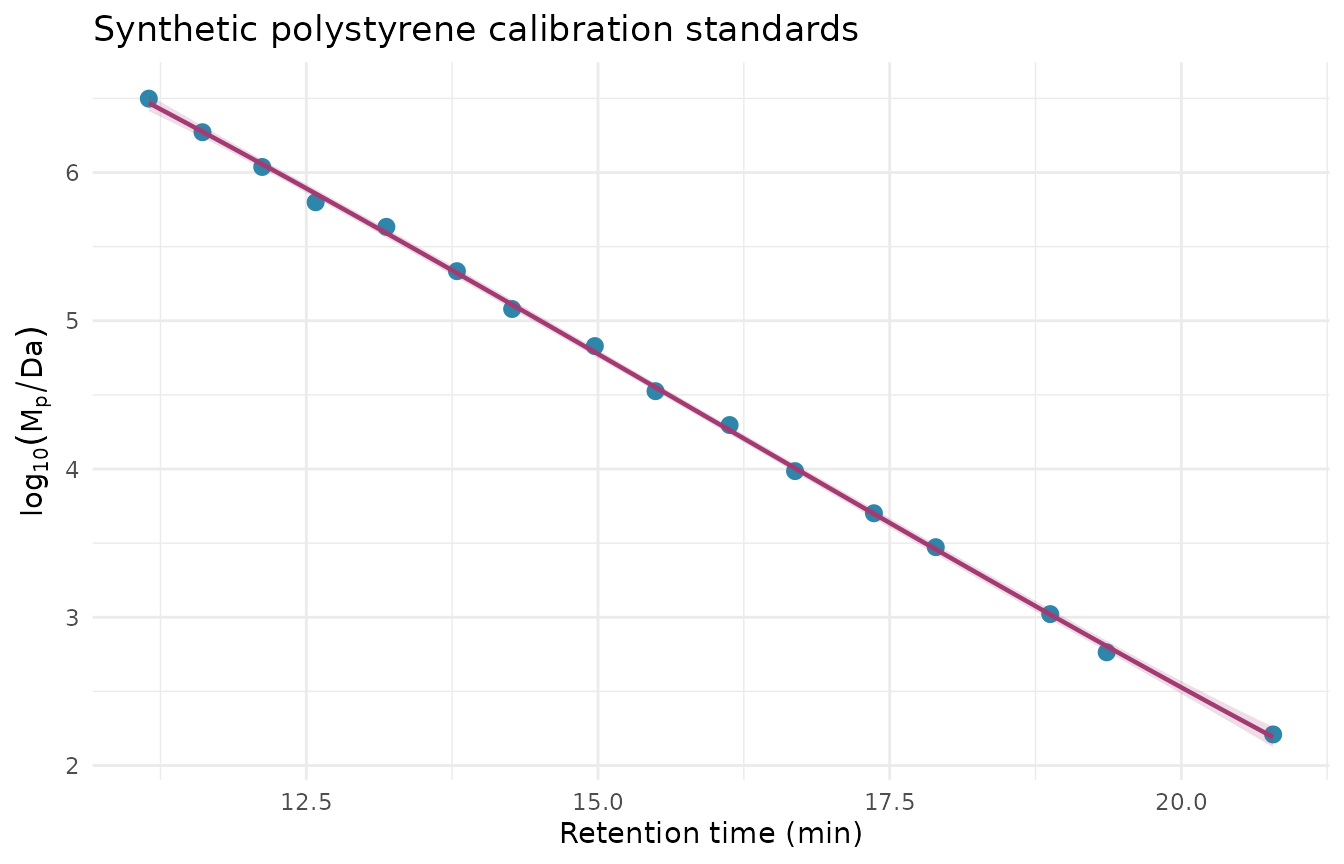 Synthetic polystyrene calibration standards
6
5
4
3
2
log₁₀(Mₚ/Da)
12.5 15.0 17.5 20.0
Retention time (min)